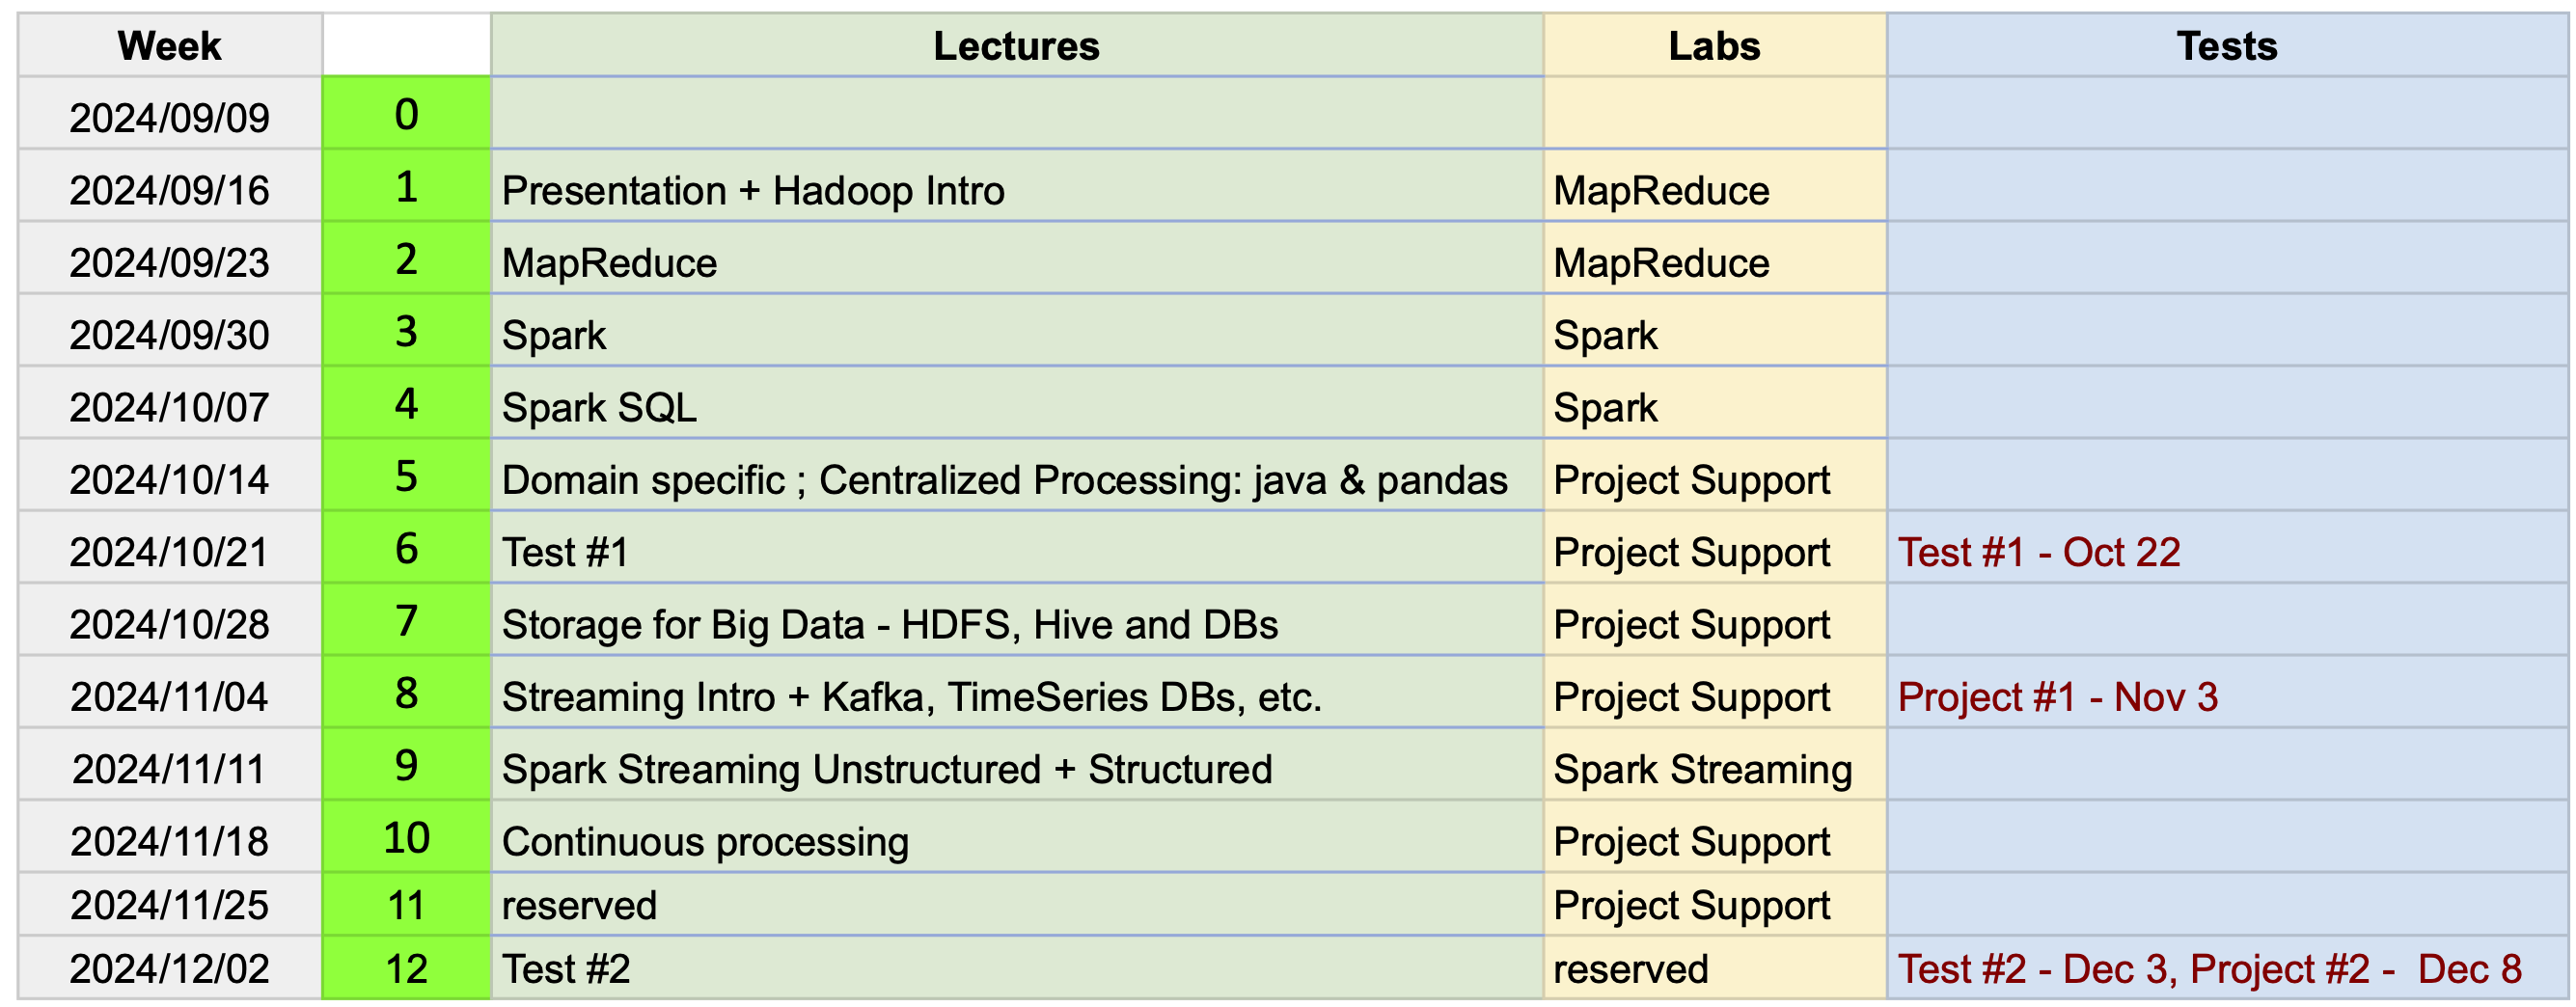 Week Lectures Labs Tests
2024/09/09 0
2024/09/16 1 Presentation + Hadoop Intro MapReduce
2024/09/23 2 MapReduce MapReduce
2024/09/30 3 Spark Spark
2024/10/07 4 Spark SQL Spark
2024/10/14 5 Domain specific ; Centralized Processing: java & pandas Project Support
2024/10/21 6 Test #1 Project Support Test #1 - Oct 22
2024/10/28 7 Storage for Big Data - HDFS, Hive and DBs Project Support
2024/11/04 8 Streaming Intro + Kafka, TimeSeries DBs, etc. Project Support Project #1 - Nov 3
2024/11/11 9 Spark Streaming Unstructured + Structured Spark Streaming
2024/11/18 10 Continuous processing Project Support
2024/11/25 11 reserved Project Support
2024/12/02 12 Test #2 reserved Test #2 - Dec 3, Project #2 - Dec 8